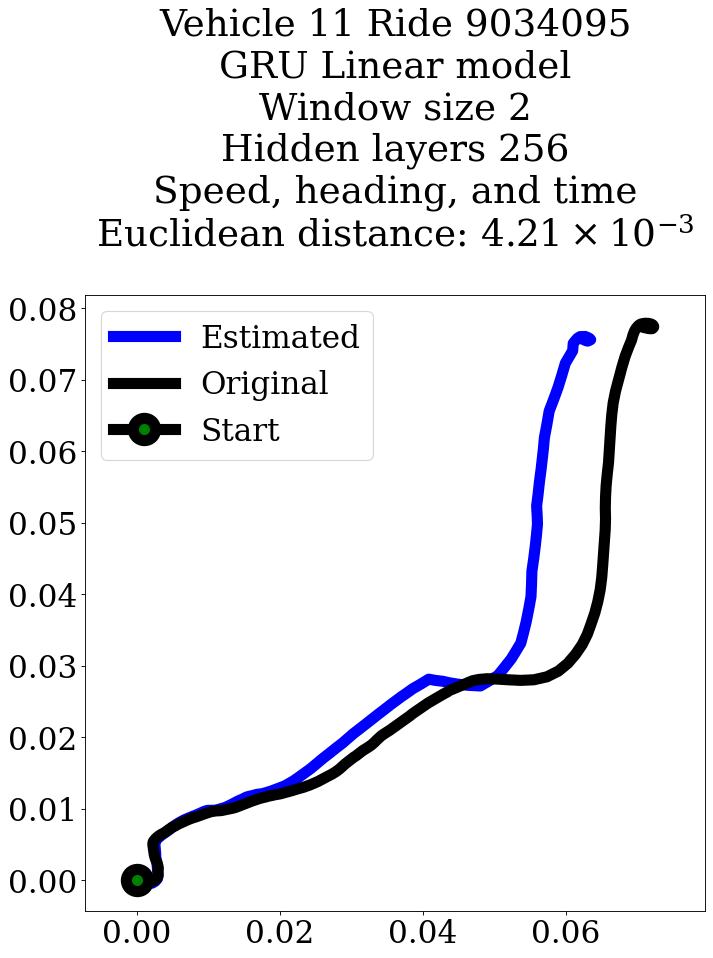 Vehicle 11 Ride 9034095
GRU Linear model
Window size 2
Hidden layers 256
Speed, heading, and time
Euclidean distance: 4.21 × 10⁻³
0.08
0.07
0.06
0.05
0.04
0.03
0.02
0.01
0.00
Estimated
Original
Start
0.00 0.02 0.04 0.06